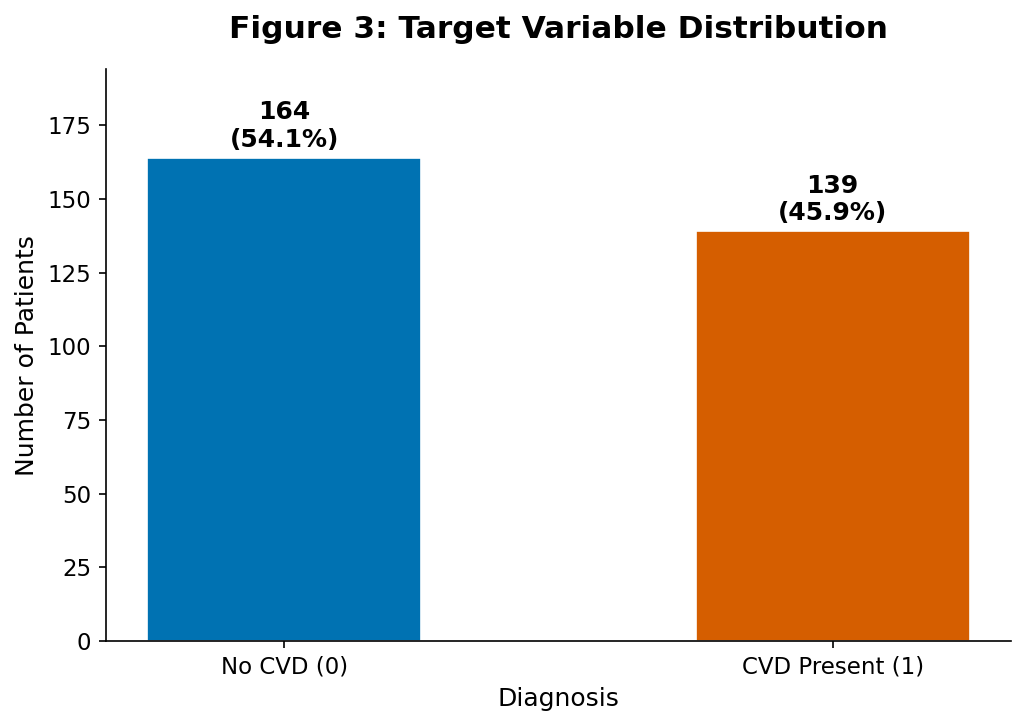 Figure 3: Target Variable Distribution
164
(54.1%)
139
(45.9%)
175
150
125
100
75
50
25
0
Number of Patients
No CVD (0)
CVD Present (1)
Diagnosis